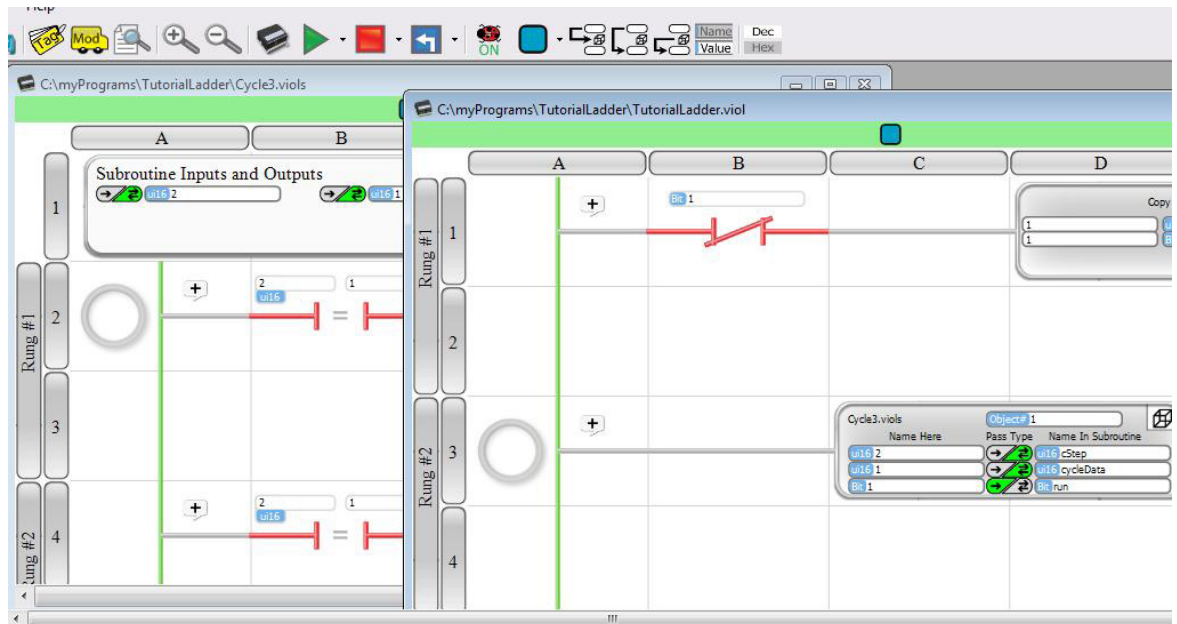 Help
Tag Mod ON Name Value Dec Hex
C:\myPrograms\TutorialLadder\Cycle3.viols
A B
1
Subroutine Inputs and Outputs
ui16 2 ui16 1
Rung #1
2
2 1
ui16 =
3
Rung #2
4
2 1
ui16 =
C:\myPrograms\TutorialLadder\TutorialLadder.viol
A B C D
Rung #1
1
Bit 1
Copy
1
1
2
Rung #2
3
Cycle3.viols Object# 1
Name Here Pass Type Name In Subroutine
ui16 2 ui16 cStep
ui16 1 ui16 cycleData
Bit 1 Bit run
4